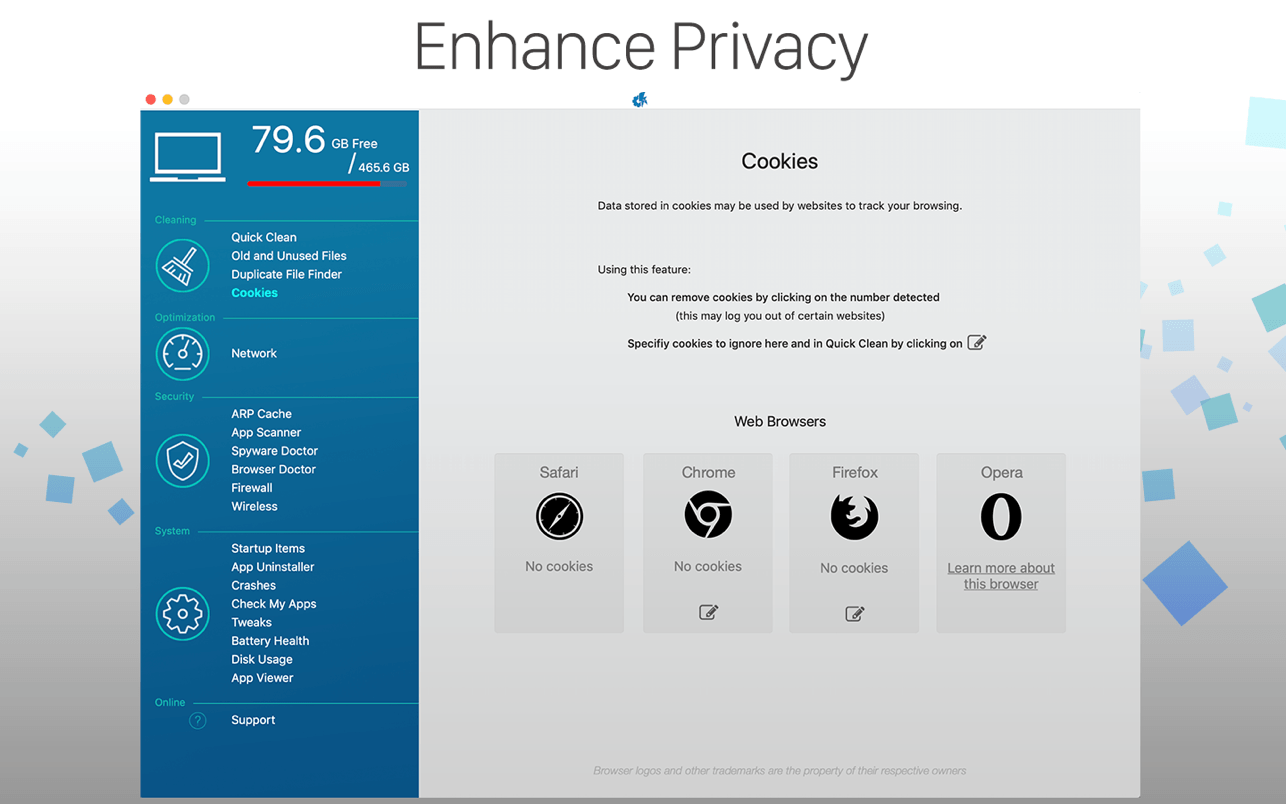 Enhance Privacy
79.6 GB Free
/ 465.6 GB
Cleaning
Quick Clean
Old and Unused Files
Duplicate File Finder
Cookies
Optimization
Network
Security
ARP Cache
App Scanner
Spyware Doctor
Browser Doctor
Firewall
Wireless
System
Startup Items
App Uninstaller
Crashes
Check My Apps
Tweaks
Battery Health
Disk Usage
App Viewer
Online
?
Support
Cookies
Data stored in cookies may be used by websites to track your browsing.
Using this feature:
You can remove cookies by clicking on the number detected
(this may log you out of certain websites)
Specifiy cookies to ignore here and in Quick Clean by clicking on
Web Browsers
Safari
No cookies
Chrome
No cookies
Firefox
No cookies
Opera
Learn more about
this browser
Browser logos and other trademarks are the property of their respective owners